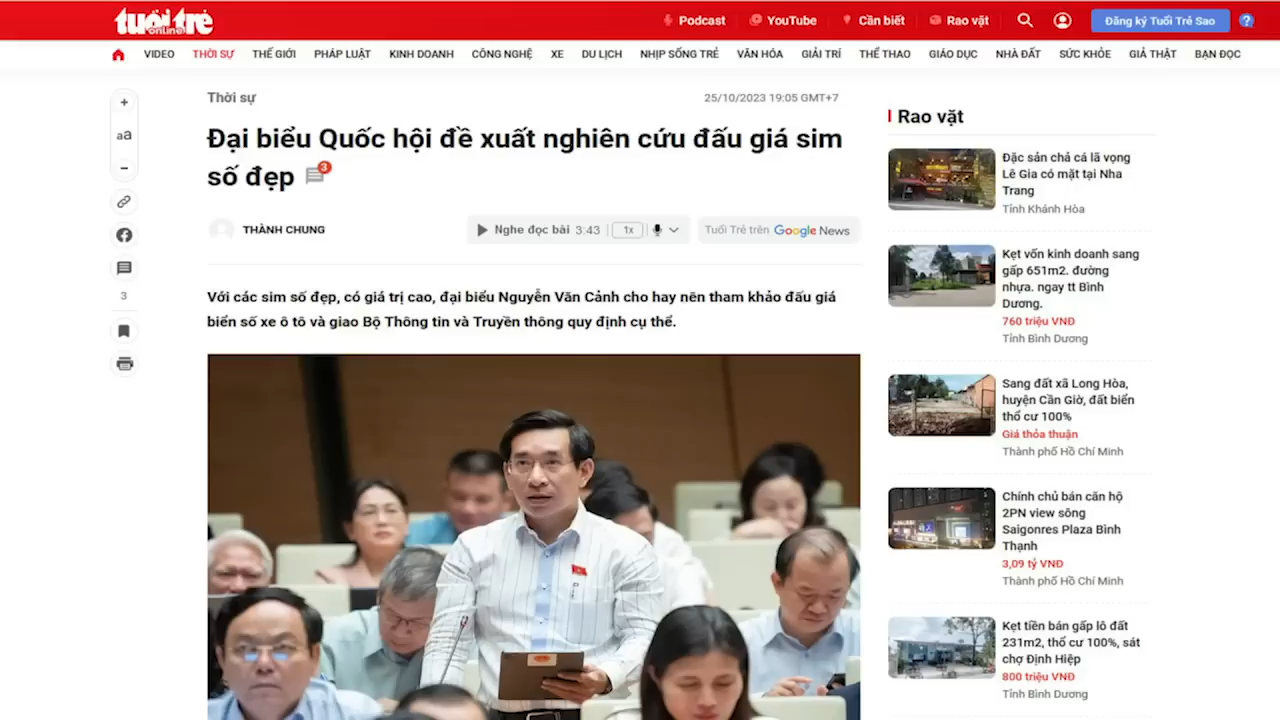 tuổi trẻ
online
Podcast
YouTube
Cần biết
Rao vặt
Đăng ký Tuổi Trẻ Sao
?
VIDEO
THỜI SỰ
THẾ GIỚI
PHÁP LUẬT
KINH DOANH
CÔNG NGHỆ
XE
DU LỊCH
NHỊP SỐNG TRẺ
VĂN HÓA
GIẢI TRÍ
THỂ THAO
GIÁO DỤC
NHÀ ĐẤT
SỨC KHỎE
GIẢ THẬT
BẠN ĐỌC
+
aa
−
3
Thời sự
25/10/2023 19:05 GMT+7
Đại biểu Quốc hội đề xuất nghiên cứu đấu giá sim
số đẹp 3
THÀNH CHUNG
Nghe đọc bài 3:43
1x
Tuổi Trẻ trên Google News
Với các sim số đẹp, có giá trị cao, đại biểu Nguyễn Văn Cảnh cho hay nên tham khảo đấu giá
biển số xe ô tô và giao Bộ Thông tin và Truyền thông quy định cụ thể.
Rao vặt
Đặc sản chả cá lã vọng
Lê Gia có mặt tại Nha
Trang
Tỉnh Khánh Hòa
Kẹt vốn kinh doanh sang
gấp 651m2. đường
nhựa. ngay tt Bình
Dương.
760 triệu VNĐ
Tỉnh Bình Dương
Sang đất xã Long Hòa,
huyện Cần Giờ, đất biển
thổ cư 100%
Giá thỏa thuận
Thành phố Hồ Chí Minh
Chính chủ bán căn hộ
2PN view sông
Saigonres Plaza Bình
Thạnh
3,09 tỷ VNĐ
Thành phố Hồ Chí Minh
Kẹt tiền bán gấp lô đất
231m2, thổ cư 100%, sát
chợ Định Hiệp
800 triệu VNĐ
Tỉnh Bình Dương